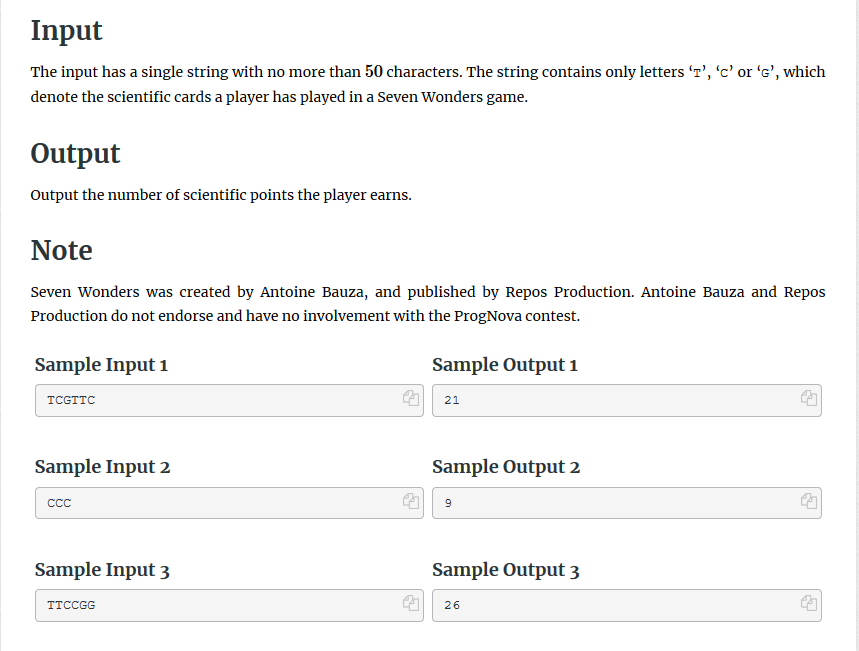 Input
The input has a single string with no more than 50 characters. The string contains only letters ‘T’, ‘C’ or ‘G’, which
denote the scientific cards a player has played in a Seven Wonders game.
Output
Output the number of scientific points the player earns.
Note
Seven Wonders was created by Antoine Bauza, and published by Repos Production. Antoine Bauza and Repos
Production do not endorse and have no involvement with the ProgNova contest.
Sample Input 1
Sample Output 1
TCGTTC
21
Sample Input 2
Sample Output 2
CCC
9
Sample Input 3
Sample Output 3
TTCCGG
26